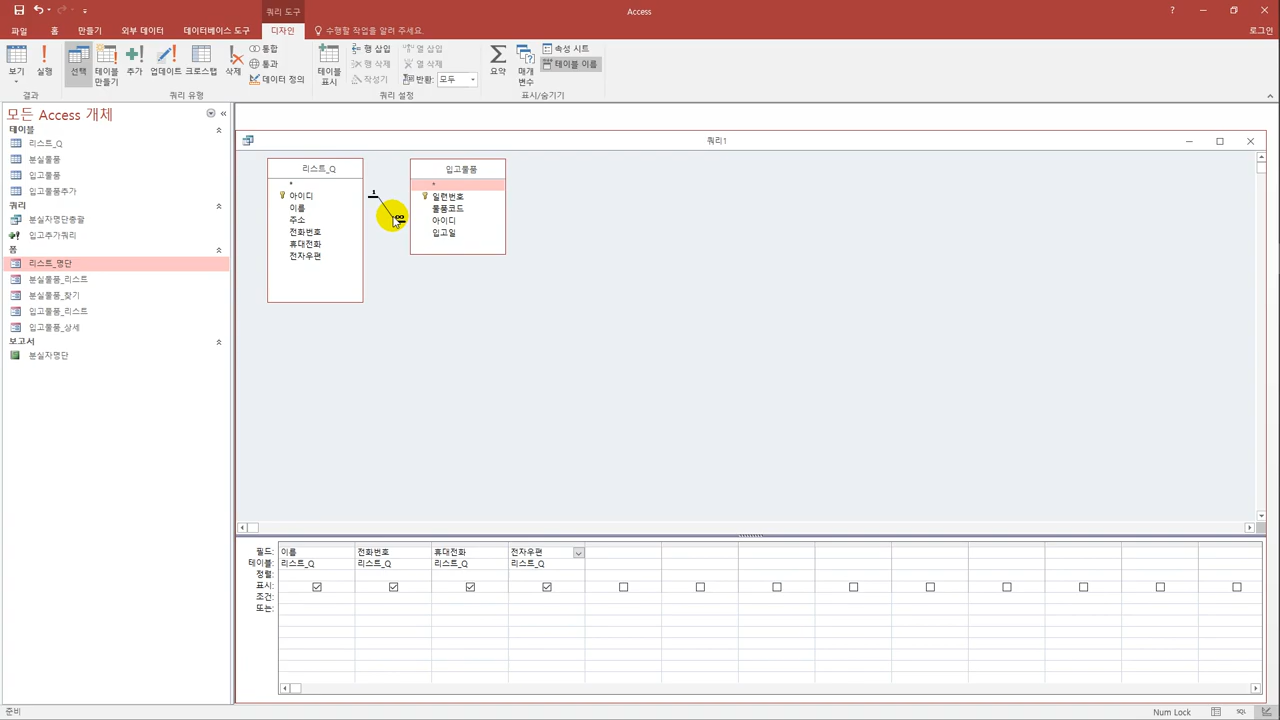 쿼리 도구
Access
파일
홈
만들기
외부 데이터
데이터베이스 도구
디자인
수행할 작업을 알려 주세요.
로그인
보기
실행
선택
테이블 만들기
추가
업데이트
크로스탭
삭제
통합
통과
데이터 정의
테이블 표시
행 삽입
행 삭제
작성기
열 삽입
열 삭제
반환: 모두
요약
매개 변수
속성 시트
테이블 이름
결과
쿼리 유형
쿼리 설정
표시/숨기기
모든 Access 개체
테이블
리스트_Q
분실물품
입고물품
입고물품추가
쿼리
분실자명단총괄
입고추가쿼리
폼
리스트_명단
분실물품_리스트
분실물품_찾기
입고물품_리스트
입고물품_상세
보고서
분실자명단
쿼리1
리스트_Q
*
아이디
이름
주소
전화번호
휴대전화
전자우편
1
∞
입고물품
*
일련번호
물품코드
아이디
입고일
필드: 이름 전화번호 휴대전화 전자우편
테이블: 리스트_Q 리스트_Q 리스트_Q 리스트_Q
정렬:
표시:
조건:
또는:
준비
Num Lock
SQL